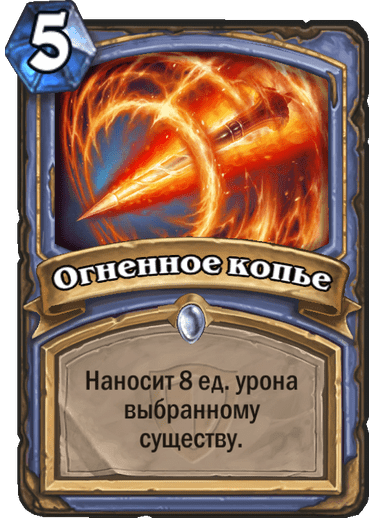 5
Огненное копье
Наносит 8 ед. урона
выбранному
существу.